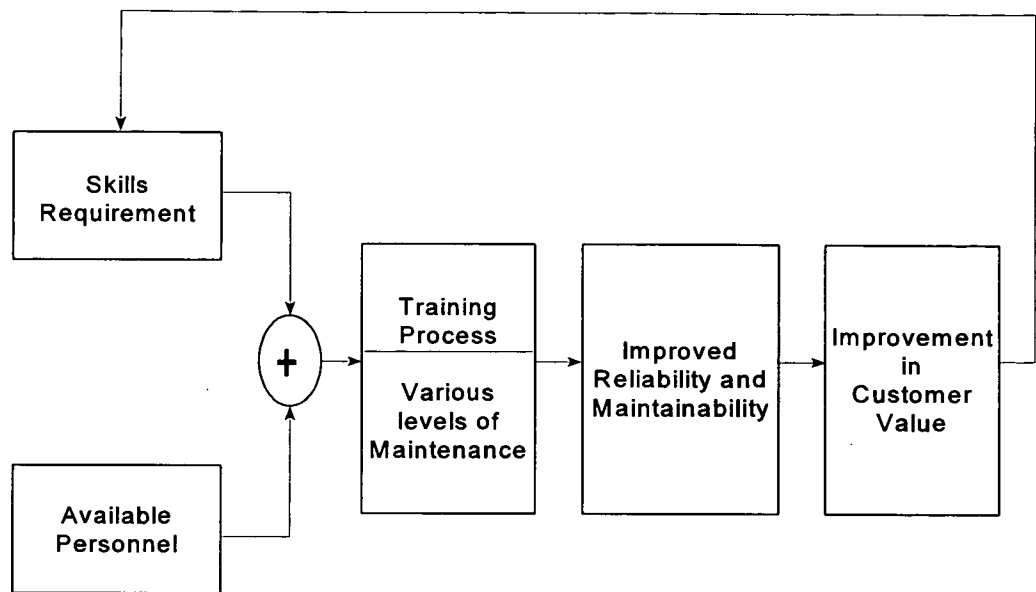 Skills
Requirement
+
Available
Personnel
Training
Process
Various
levels of
Maintenance
Improved
Reliability and
Maintainability
Improvement
in
Customer
Value